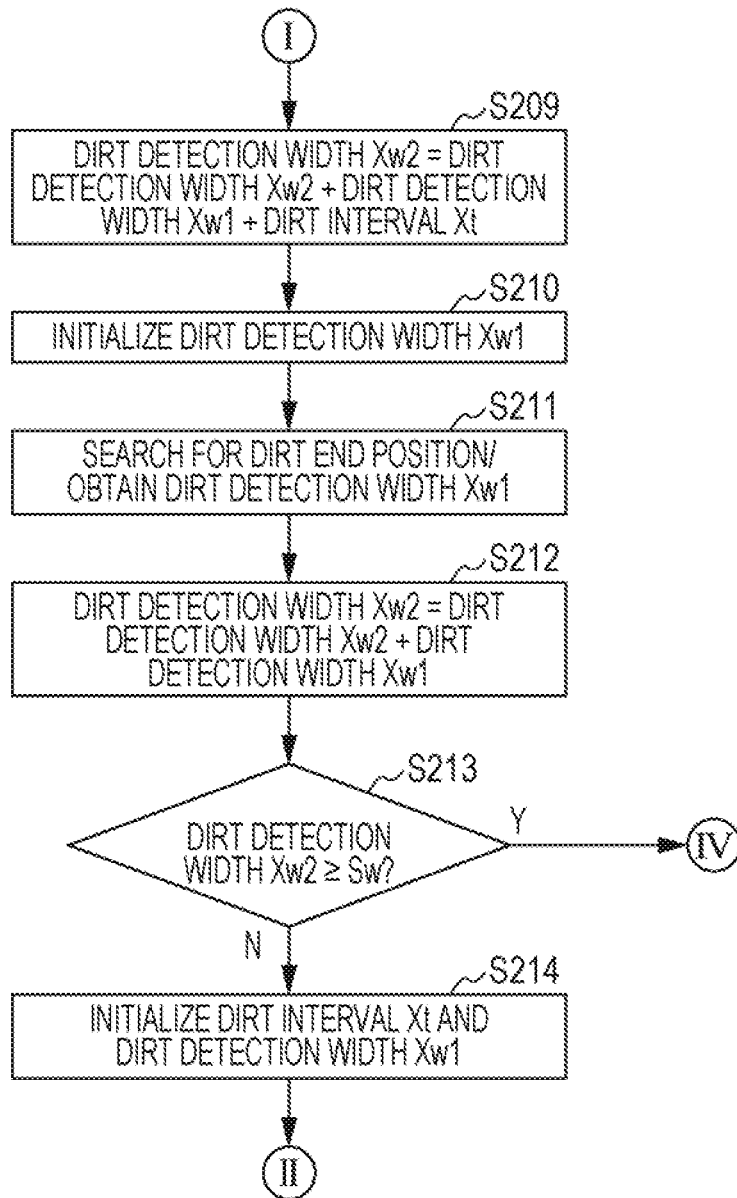 I
S209
DIRT DETECTION WIDTH Xw2 = DIRT
DETECTION WIDTH Xw2 + DIRT DETECTION
WIDTH Xw1 + DIRT INTERVAL Xt
S210
INITIALIZE DIRT DETECTION WIDTH Xw1
S211
SEARCH FOR DIRT END POSITION/
OBTAIN DIRT DETECTION WIDTH Xw1
S212
DIRT DETECTION WIDTH Xw2 = DIRT
DETECTION WIDTH Xw2 + DIRT
DETECTION WIDTH Xw1
S213
DIRT DETECTION
WIDTH Xw2 ≥ Sw?
Y
IV
N
S214
INITIALIZE DIRT INTERVAL Xt AND
DIRT DETECTION WIDTH Xw1
II